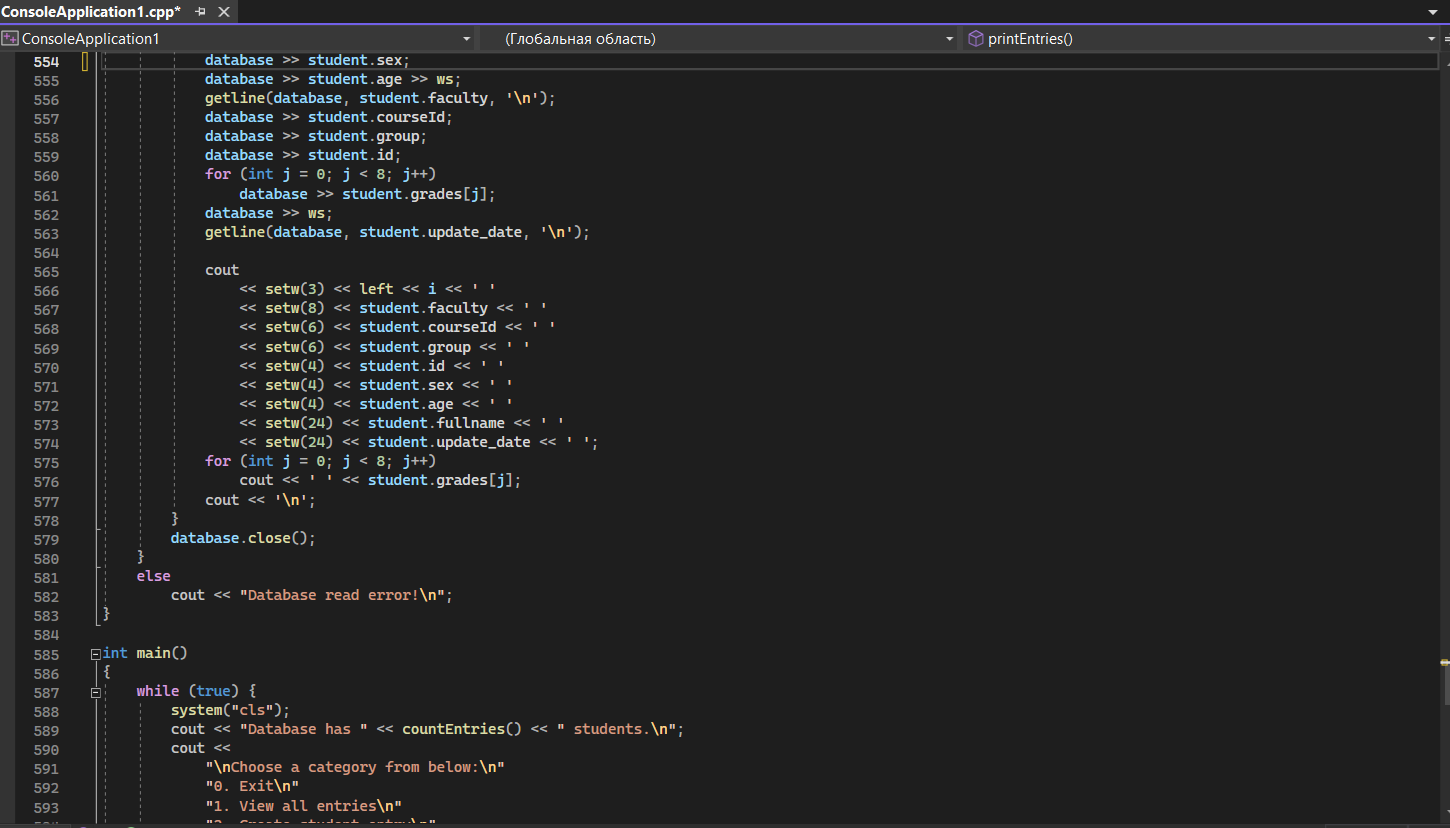 ConsoleApplication1.cpp*
ConsoleApplication1 (Глобальная область) printEntries()
554 database >> student.sex;
555 database >> student.age >> ws;
556 getline(database, student.faculty, '\n');
557 database >> student.courseId;
558 database >> student.group;
559 database >> student.id;
560 for (int j = 0; j < 8; j++)
561 database >> student.grades[j];
562 database >> ws;
563 getline(database, student.update_date, '\n');
564
565 cout
566 << setw(3) << left << i << ' '
567 << setw(8) << student.faculty << ' '
568 << setw(6) << student.courseId << ' '
569 << setw(6) << student.group << ' '
570 << setw(4) << student.id << ' '
571 << setw(4) << student.sex << ' '
572 << setw(4) << student.age << ' '
573 << setw(24) << student.fullname << ' '
574 << setw(24) << student.update_date << ' ';
575 for (int j = 0; j < 8; j++)
576 cout << ' ' << student.grades[j];
577 cout << '\n';
578 }
579 database.close();
580 }
581 else
582 cout << "Database read error!\n";
583 }
584
585 int main()
586 {
587 while (true) {
588 system("cls");
589 cout << "Database has " << countEntries() << " students.\n";
590 cout <<
591 "\nChoose a category from below:\n"
592 "0. Exit\n"
593 "1. View all entries\n"